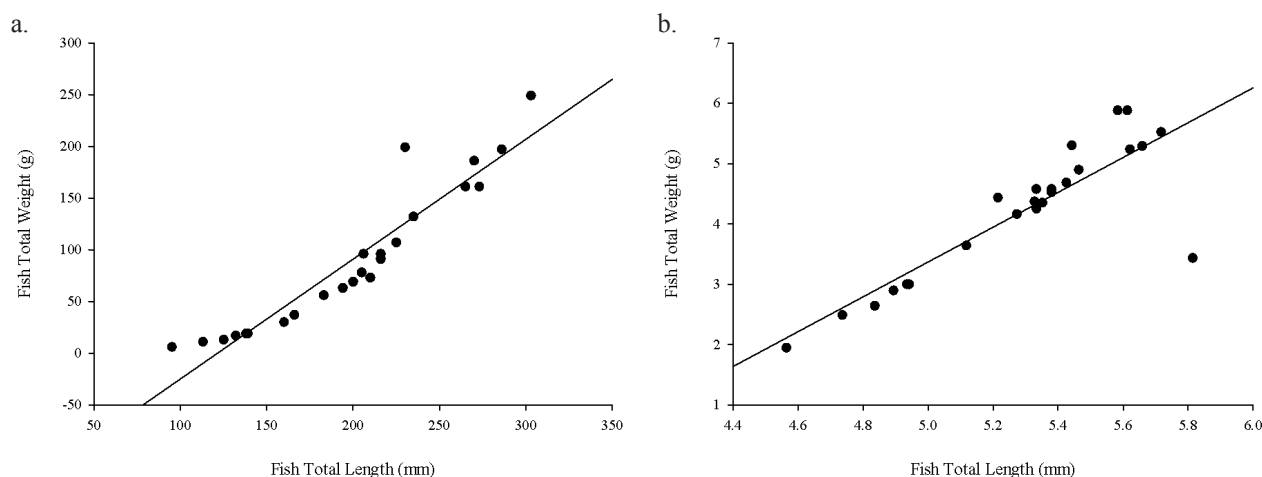 a.
300
250
200
150
100
50
0
-50
Fish Total Weight (g)
50 100 150 200 250 300 350
Fish Total Length (mm)
b.
7
6
5
4
3
2
1
Fish Total Weight (g)
4.4 4.6 4.8 5.0 5.2 5.4 5.6 5.8 6.0
Fish Total Length (mm)